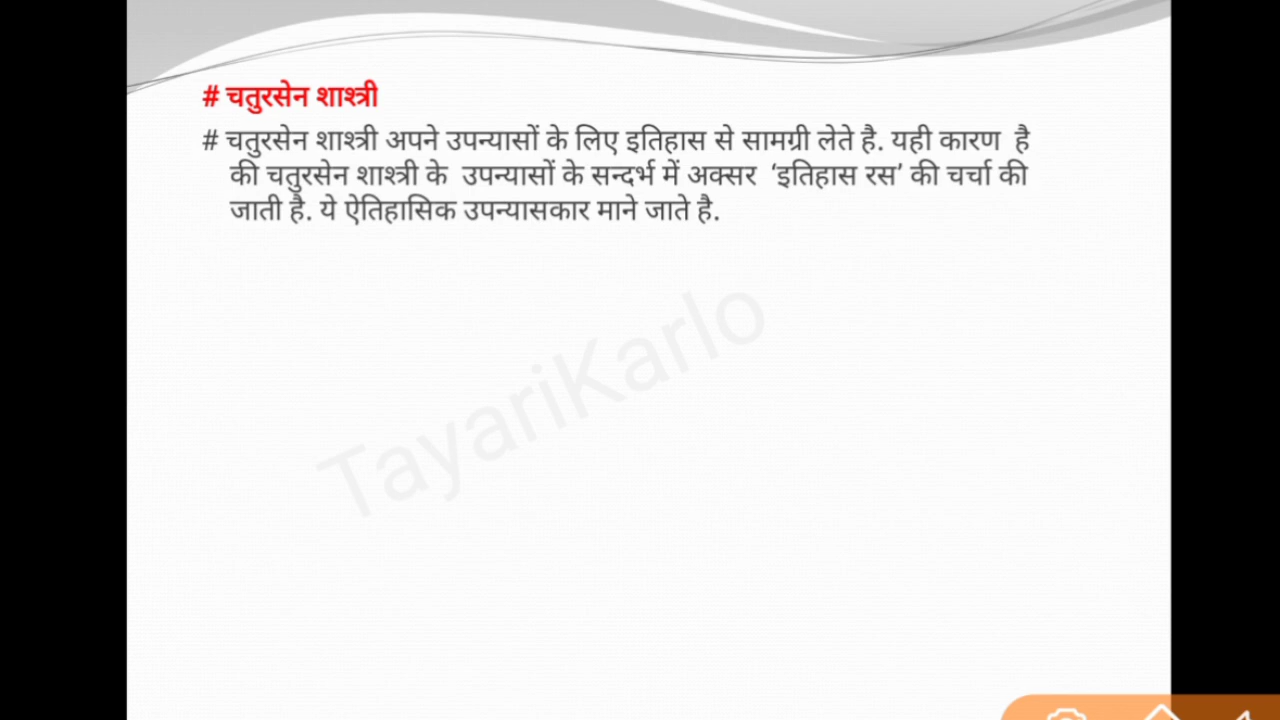 # चतुरसेन शाश्त्री
# चतुरसेन शाश्त्री अपने उपन्यासों के लिए इतिहास से सामग्री लेते है. यही कारण है
की चतुरसेन शाश्त्री के उपन्यासों के सन्दर्भ में अक्सर ‘इतिहास रस’ की चर्चा की
जाती है. ये ऐतिहासिक उपन्यासकार माने जाते है.
TayariKarlo